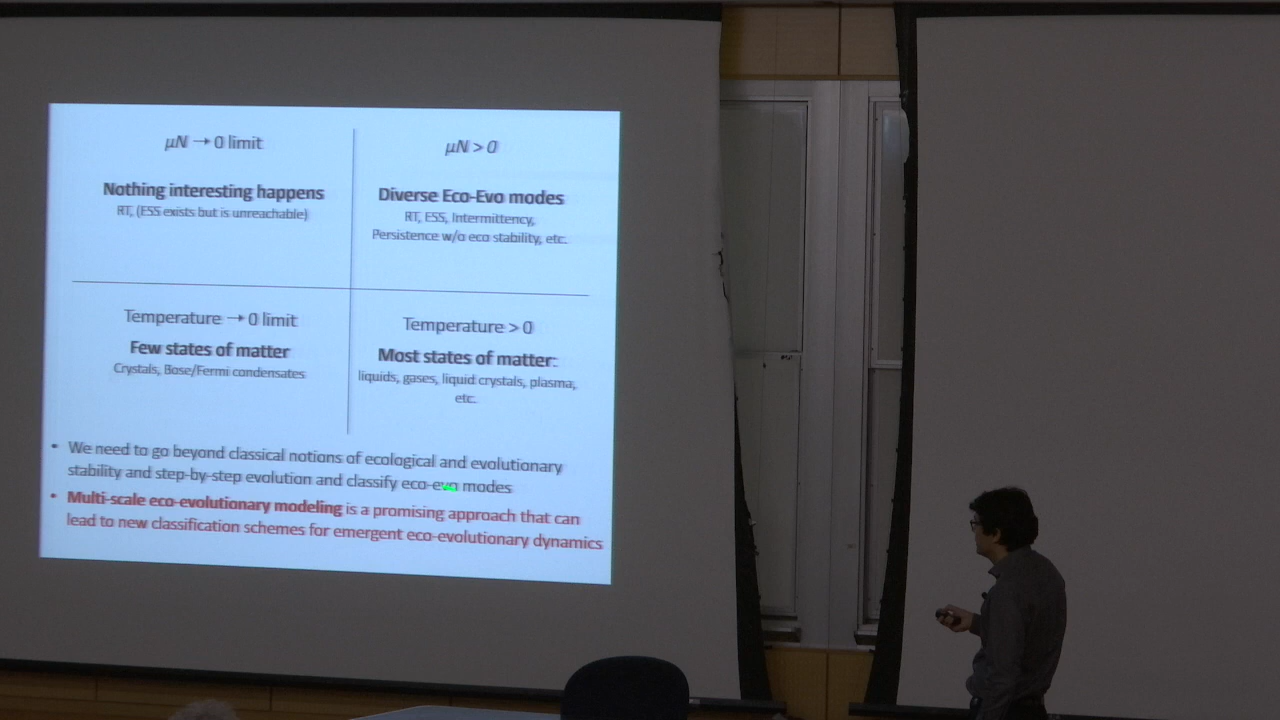 μN → 0 limit
Nothing interesting happens
RT, (ESS exists but is unreachable)
μN > 0
Diverse Eco-Evo modes
RT, ESS, Intermittency,
Persistence w/o eco stability, etc.
Temperature → 0 limit
Few states of matter
Crystals, Bose/Fermi condensates
Temperature > 0
Most states of matter:
liquids, gases, liquid crystals, plasma,
etc.
• We need to go beyond classical notions of ecological and evolutionary
stability and step-by-step evolution and classify eco-evo modes
• Multi-scale eco-evolutionary modeling is a promising approach that can
lead to new classification schemes for emergent eco-evolutionary dynamics